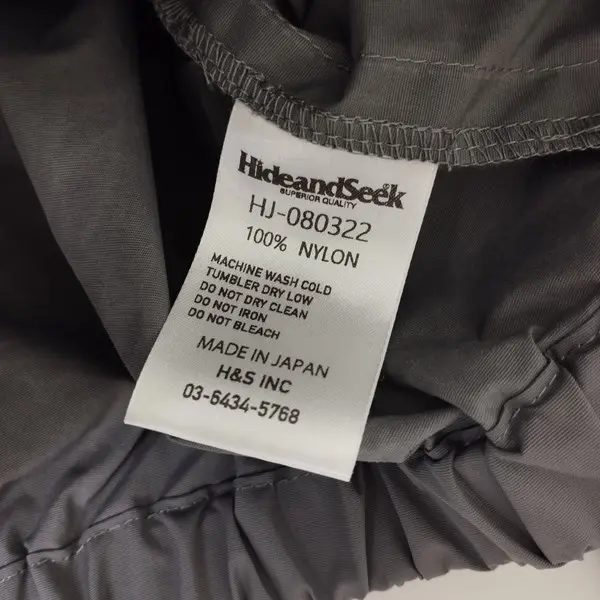 HideandSeek
SUPERIOR QUALITY
HJ-080322
100% NYLON
MACHINE WASH COLD
TUMBLER DRY LOW
DO NOT DRY CLEAN
DO NOT IRON
DO NOT BLEACH
MADE IN JAPAN
H&S INC
03-6434-5768